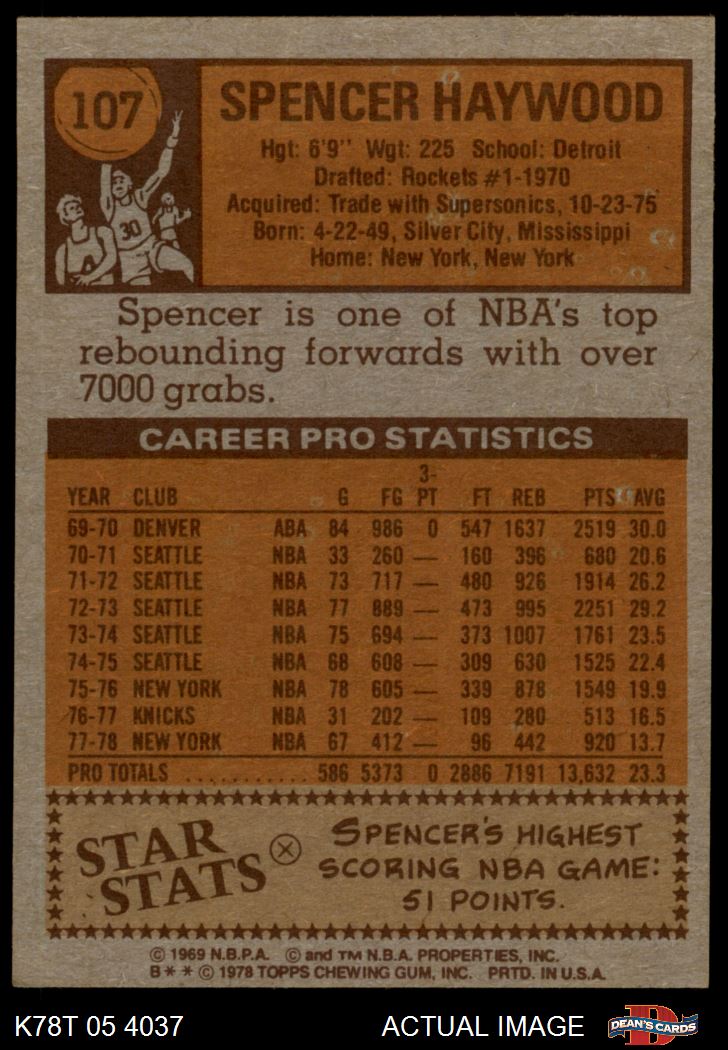 107
SPENCER HAYWOOD
Hgt: 6'9" Wgt: 225 School: Detroit
Drafted: Rockets #1-1970
Acquired: Trade with Supersonics, 10-23-75
Born: 4-22-49, Silver City, Mississippi
Home: New York, New York
30
Spencer is one of NBA's top
rebounding forwards with over
7000 grabs.
CAREER PRO STATISTICS
YEAR CLUB G FG 3-PT FT REB PTS AVG
69-70 DENVER ABA 84 986 0 547 1637 2519 30.0
70-71 SEATTLE NBA 33 260 — 160 396 680 20.6
71-72 SEATTLE NBA 73 717 — 480 926 1914 26.2
72-73 SEATTLE NBA 77 889 — 473 995 2251 29.2
73-74 SEATTLE NBA 75 694 — 373 1007 1761 23.5
74-75 SEATTLE NBA 68 608 — 309 630 1525 22.4
75-76 NEW YORK NBA 78 605 — 339 878 1549 19.9
76-77 KNICKS NBA 31 202 — 109 280 513 16.5
77-78 NEW YORK NBA 67 412 — 96 442 920 13.7
PRO TOTALS ........... 586 5373 0 2886 7191 13,632 23.3
STAR
STATS
SPENCER'S HIGHEST
SCORING NBA GAME:
51 POINTS.
© 1969 N.B.P.A. © and TM N.B.A. PROPERTIES, INC.
B * * © 1978 TOPPS CHEWING GUM, INC. PRTD. IN U.S.A.
K78T 05 4037
ACTUAL IMAGE
D
DEAN'S CARDS